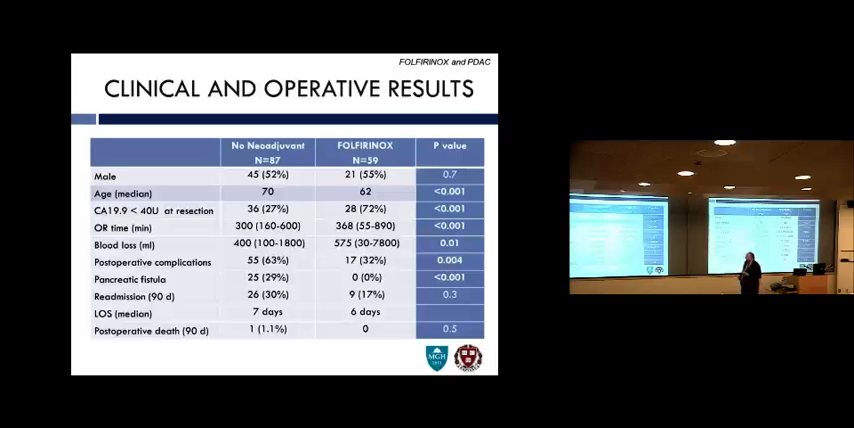 FOLFIRINOX and PDAC
CLINICAL AND OPERATIVE RESULTS
No Neoadjuvant FOLFIRINOX P value
N=87 N=59
Male 45 (52%) 21 (55%) 0.7
Age (median) 70 62 <0.001
CA19.9 < 40U at resection 36 (27%) 28 (72%) <0.001
OR time (min) 300 (160-600) 368 (55-890) <0.001
Blood loss (ml) 400 (100-1800) 575 (30-7800) 0.01
Postoperative complications 55 (63%) 17 (32%) 0.004
Pancreatic fistula 25 (29%) 0 (0%) <0.001
Readmission (90 d) 26 (30%) 9 (17%) 0.3
LOS (median) 7 days 6 days
Postoperative death (90 d) 1 (1.1%) 0 0.5
MGH